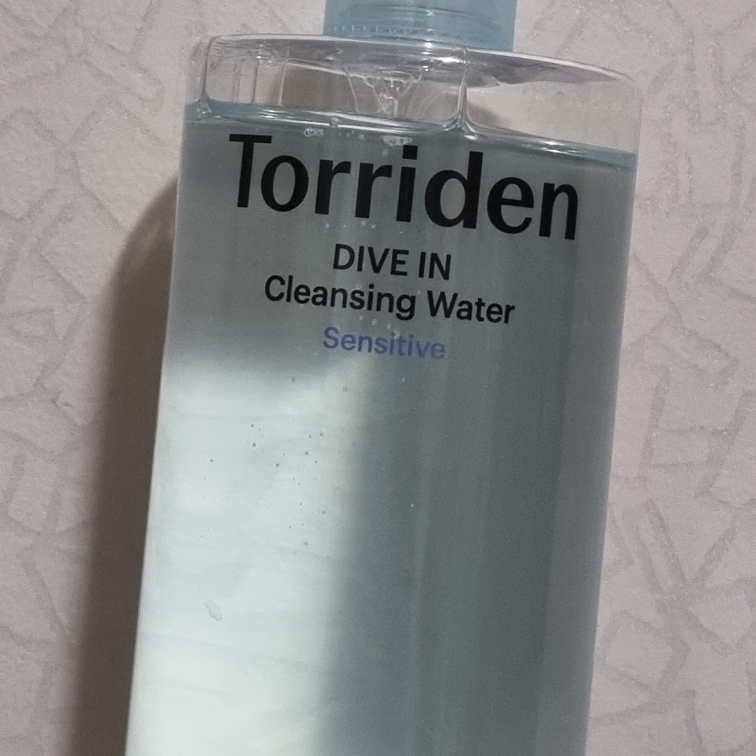 Torriden
DIVE IN
Cleansing Water
Sensitive